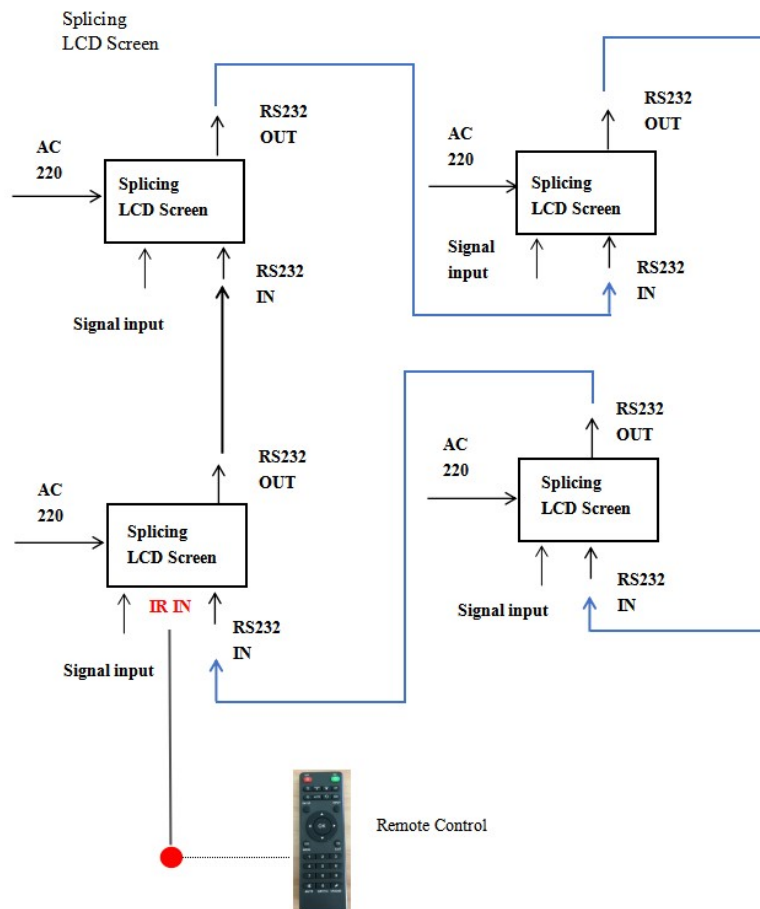 Splicing
LCD Screen
RS232
OUT
AC
220
Splicing
LCD Screen
RS232
IN
Signal input
RS232
OUT
AC
220
Splicing
LCD Screen
Signal
input
RS232
IN
RS232
OUT
AC
220
Splicing
LCD Screen
IR IN
RS232
IN
Signal input
RS232
OUT
AC
220
Splicing
LCD Screen
RS232
IN
Signal input
OK
Remote Control